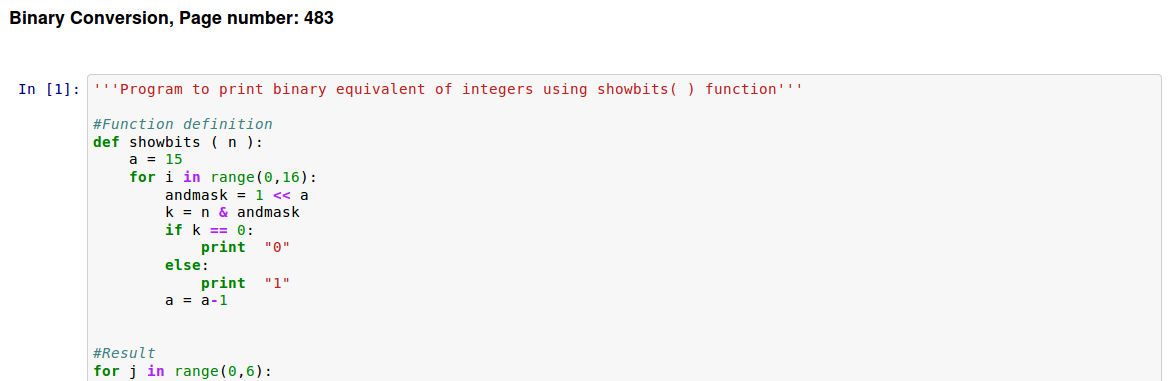 Binary Conversion, Page number: 483
In [1]: '''Program to print binary equivalent of integers using showbits( ) function'''
#Function definition
def showbits ( n ):
    a = 15
    for i in range(0,16):
        andmask = 1 << a
        k = n & andmask
        if k == 0:
            print  "0"
        else:
            print  "1"
        a = a-1
#Result
for j in range(0,6):